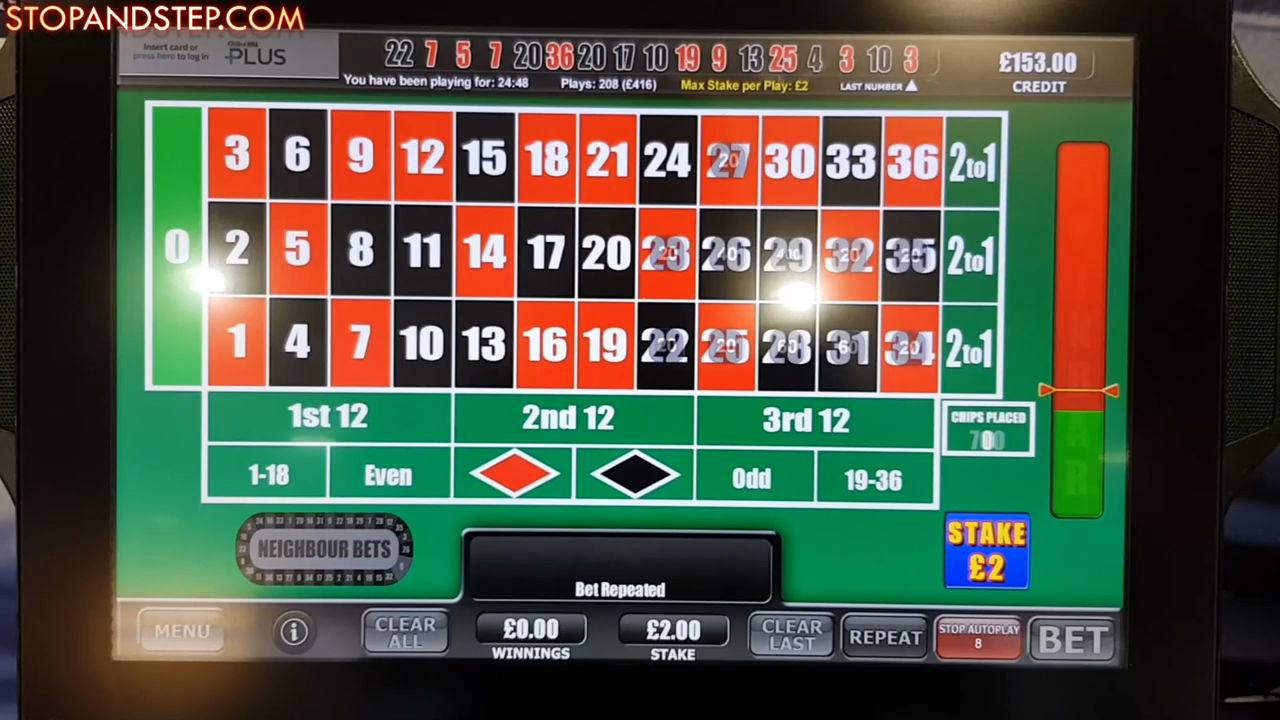 STOPANDSTEP.COM
Insert card or
press here to log in
PLUS
22 7 5 7 20 36 20 17 10 19 9 13 25 4 3 10 3
£153.00
CREDIT
You have been playing for: 24:48
Plays: 208 (£416)
Max Stake per Play: £2
LAST NUMBER
3 6 9 12 15 18 21 24 27 30 33 36 2to1
0
2 5 8 11 14 17 20 23 26 29 32 35 2to1
1 4 7 10 13 16 19 22 25 28 31 34 2to1
1st 12
2nd 12
3rd 12
CHIPS PLACED
1-18
Even
Odd
19-36
NEIGHBOUR BETS
STAKE
£2
Bet Repeated
MENU
i
CLEAR
ALL
£0.00
WINNINGS
£2.00
STAKE
CLEAR
LAST
REPEAT
STOP AUTOPLAY
8
BET